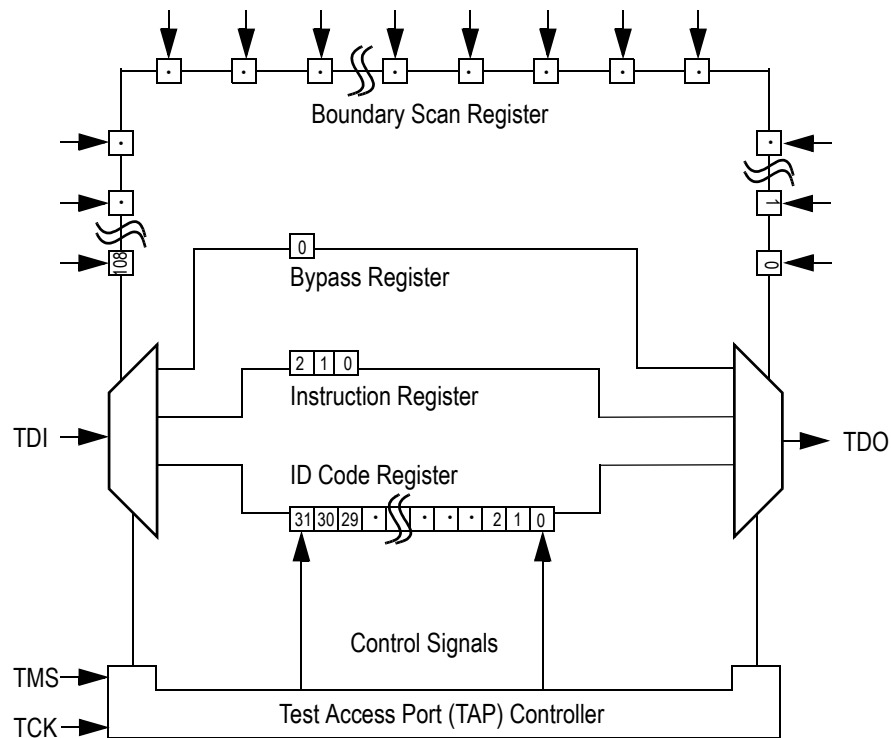 · · · · · · · ·
Boundary Scan Register
· ·
· 1
108 0 0
Bypass Register
2 1 0
Instruction Register
TDI TDO
ID Code Register
31 30 29 · · · · 2 1 0
Control Signals
TMS
Test Access Port (TAP) Controller
TCK